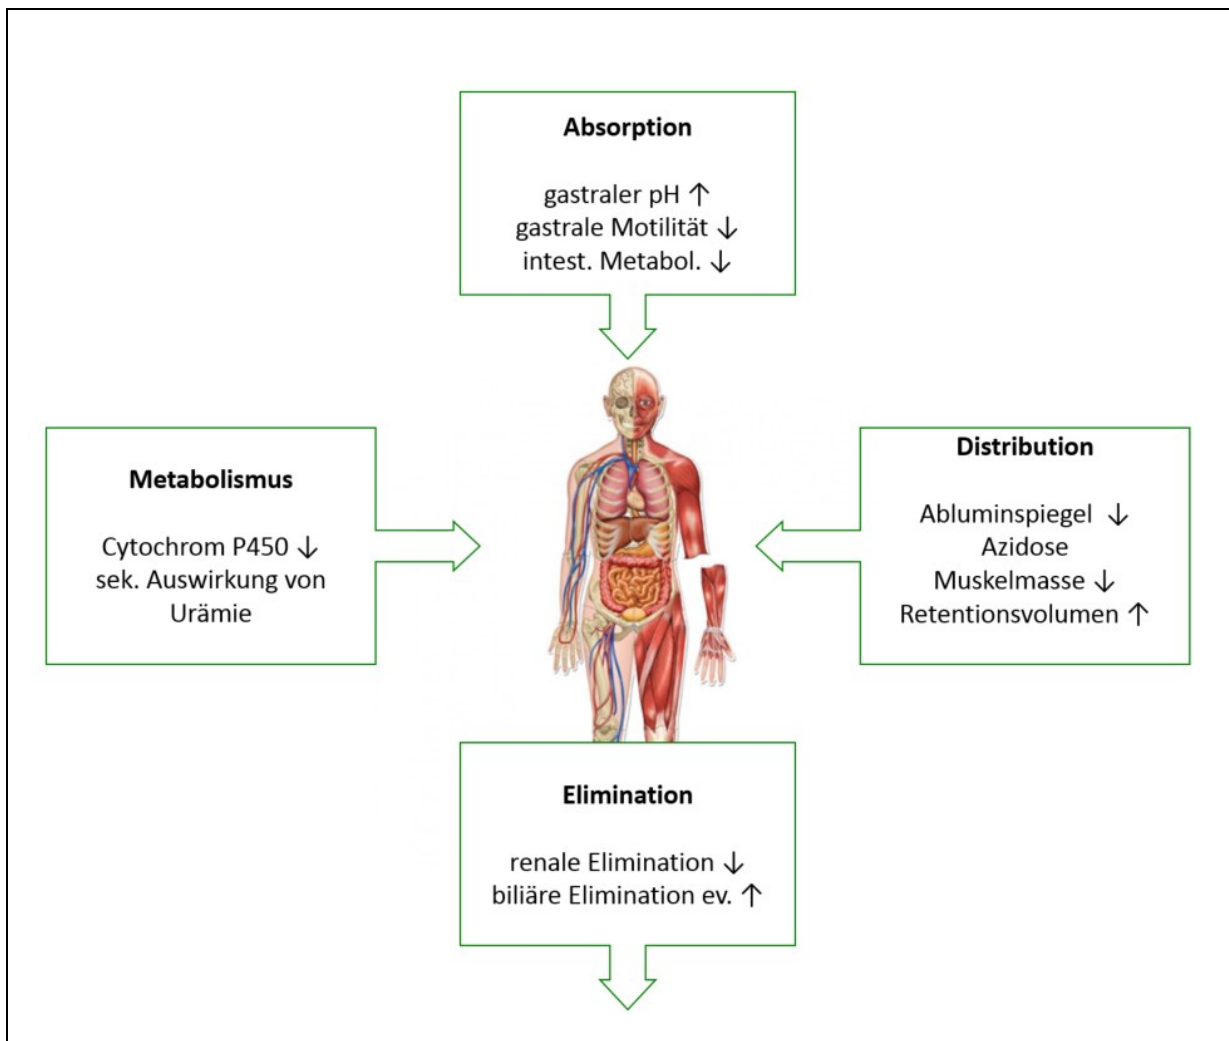 Absorption
gastraler pH ↑
gastrale Motilität ↓
intest. Metabol. ↓
Metabolismus
Cytochrom P450 ↓
sek. Auswirkung von
Urämie
Distribution
Abluminspiegel ↓
Azidose
Muskelmasse ↓
Retentionsvolumen ↑
Elimination
renale Elimination ↓
biliäre Elimination ev. ↑